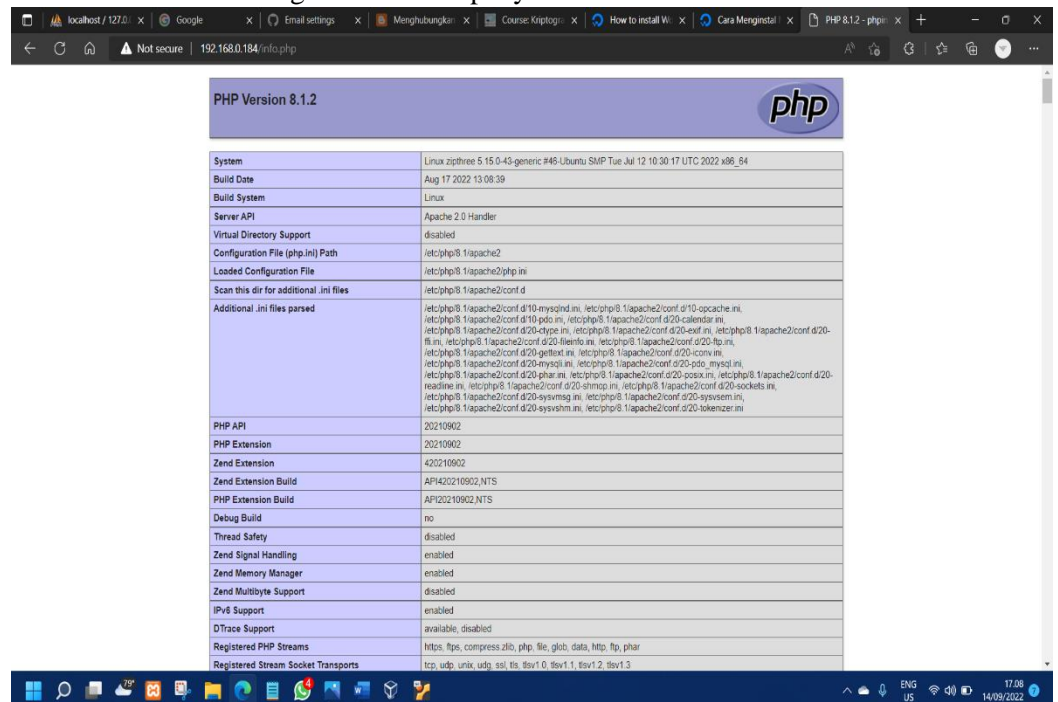 localhost / 127.0.
Google
Email settings
Menghubungkan
Course: Kriptogra
How to install W
Cara Menginstal
PHP 8.1.2 - phpin
Not secure | 192.168.0.184/info.php
PHP Version 8.1.2
php
System Linux zipthree 5.15.0-43-generic #46-Ubuntu SMP Tue Jul 12 10:30:17 UTC 2022 x86_64
Build Date Aug 17 2022 13:08:39
Build System Linux
Server API Apache 2.0 Handler
Virtual Directory Support disabled
Configuration File (php.ini) Path /etc/php/8.1/apache2
Loaded Configuration File /etc/php/8.1/apache2/php.ini
Scan this dir for additional .ini files /etc/php/8.1/apache2/conf.d
Additional .ini files parsed /etc/php/8.1/apache2/conf.d/10-mysqlnd.ini, /etc/php/8.1/apache2/conf.d/10-opcache.ini,
/etc/php/8.1/apache2/conf.d/10-pdo.ini, /etc/php/8.1/apache2/conf.d/20-calendar.ini,
/etc/php/8.1/apache2/conf.d/20-ctype.ini, /etc/php/8.1/apache2/conf.d/20-exif.ini, /etc/php/8.1/apache2/conf.d/20-
ffi.ini, /etc/php/8.1/apache2/conf.d/20-fileinfo.ini, /etc/php/8.1/apache2/conf.d/20-ftp.ini,
/etc/php/8.1/apache2/conf.d/20-gettext.ini, /etc/php/8.1/apache2/conf.d/20-iconv.ini,
/etc/php/8.1/apache2/conf.d/20-mysqli.ini, /etc/php/8.1/apache2/conf.d/20-pdo_mysql.ini,
/etc/php/8.1/apache2/conf.d/20-phar.ini, /etc/php/8.1/apache2/conf.d/20-posix.ini, /etc/php/8.1/apache2/conf.d/20-
readline.ini, /etc/php/8.1/apache2/conf.d/20-shmop.ini, /etc/php/8.1/apache2/conf.d/20-sockets.ini,
/etc/php/8.1/apache2/conf.d/20-sysvmsg.ini, /etc/php/8.1/apache2/conf.d/20-sysvsem.ini,
/etc/php/8.1/apache2/conf.d/20-sysvshm.ini, /etc/php/8.1/apache2/conf.d/20-tokenizer.ini
PHP API 20210902
PHP Extension 20210902
Zend Extension 420210902
Zend Extension Build API420210902,NTS
PHP Extension Build API20210902,NTS
Debug Build no
Thread Safety disabled
Zend Signal Handling enabled
Zend Memory Manager enabled
Zend Multibyte Support disabled
IPv6 Support enabled
DTrace Support available, disabled
Registered PHP Streams https, ftps, compress.zlib, php, file, glob, data, http, ftp, phar
Registered Stream Socket Transports tcp, udp, unix, udg, ssl, tls, tlsv1.0, tlsv1.1, tlsv1.2, tlsv1.3
79°
4
ENG
US
17.08
14/09/2022